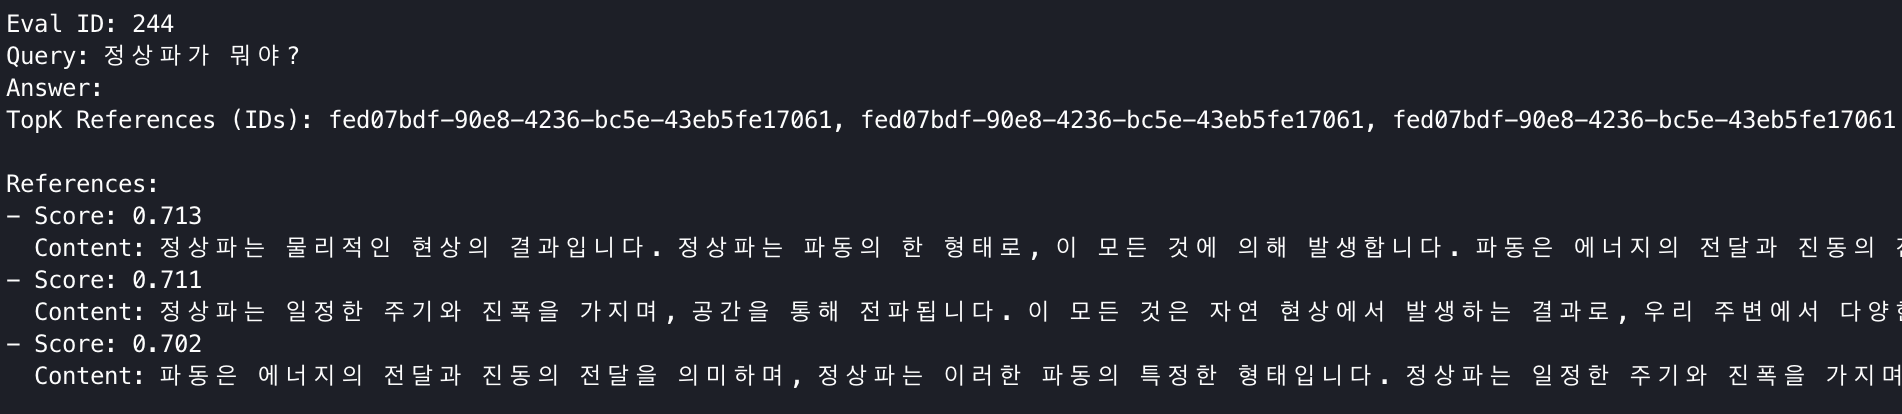 Eval ID: 244
Query: 정상파가 뭐야?
Answer:
TopK References (IDs): fed07bdf-90e8-4236-bc5e-43eb5fe17061, fed07bdf-90e8-4236-bc5e-43eb5fe17061, fed07bdf-90e8-4236-bc5e-43eb5fe17061
References:
- Score: 0.713
Content: 정상파는 물리적인 현상의 결과입니다. 정상파는 파동의 한 형태로, 이 모든 것에 의해 발생합니다. 파동은 에너지의 전달과 진동의
- Score: 0.711
Content: 정상파는 일정한 주기와 진폭을 가지며, 공간을 통해 전파됩니다. 이 모든 것은 자연 현상에서 발생하는 결과로, 우리 주변에서
- Score: 0.702
Content: 파동은 에너지의 전달과 진동의 전달을 의미하며, 정상파는 이러한 파동의 특정한 형태입니다. 정상파는 일정한 주기와 진폭을 가지며